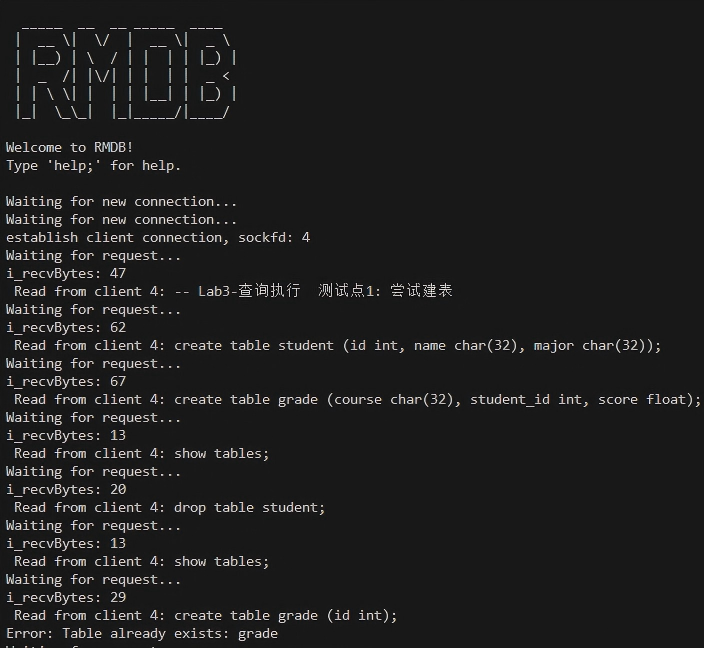 RMDB
Welcome to RMDB!
Type 'help;' for help.
Waiting for new connection...
Waiting for new connection...
establish client connection, sockfd: 4
Waiting for request...
i_recvBytes: 47
Read from client 4: -- Lab3-查询执行  测试点1: 尝试建表
Waiting for request...
i_recvBytes: 62
Read from client 4: create table student (id int, name char(32), major char(32));
Waiting for request...
i_recvBytes: 67
Read from client 4: create table grade (course char(32), student_id int, score float);
Waiting for request...
i_recvBytes: 13
Read from client 4: show tables;
Waiting for request...
i_recvBytes: 20
Read from client 4: drop table student;
Waiting for request...
i_recvBytes: 13
Read from client 4: show tables;
Waiting for request...
i_recvBytes: 29
Read from client 4: create table grade (id int);
Error: Table already exists: grade